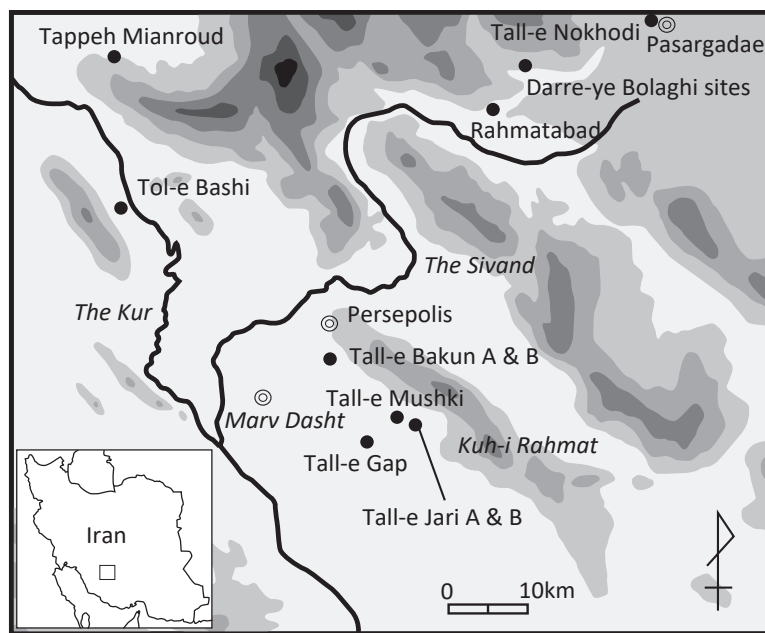 Tappeh Mianroud
Tall-e Nokhodi
Pasargadae
Darre-ye Bolaghi sites
Rahmatabad
Tol-e Bashi
The Sivand
The Kur
Persepolis
Tall-e Bakun A & B
Tall-e Mushki
Marv Dasht
Kuh-i Rahmat
Tall-e Gap
Tall-e Jari A & B
Iran
0 10km